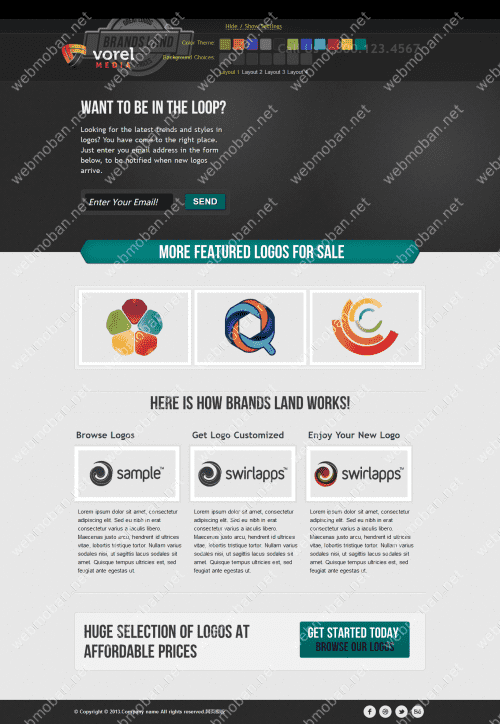 Hide / Show Settings
BRANDS LAND
Color Theme:
123.4567
vorel
MEDIA
Background Choices
Layout 1 Layout 2 Layout 3 Layout 4
WANT TO BE IN THE LOOP?
Looking for the latest trends and styles in
logos? You have come to the right place.
Just enter you email address in the form
below, to be notified when new logos
arrive.
Enter Your Email!
SEND
MORE FEATURED LOGOS FOR SALE
HERE IS HOW BRANDS LAND WORKS!
Browse Logos
Get Logo Customized
Enjoy Your New Logo
sample™
swirlapps™
swirlapps™
Lorem ipsum dolor sit amet, consectetur
adipiscing elit. Sed eu nibh in erat
consectetur varius a iaculis libero.
Maecenas justo arcu, hendrerit id ultrices
vitae, lobortis tristique tortor. Nullam varius
sodales nisi, ut sagittis lacus sodales sit
amet. Quisque tempus ultricies est, sed
feugiat ante egestas ut.
Lorem ipsum dolor sit amet, consectetur
adipiscing elit. Sed eu nibh in erat
consectetur varius a iaculis libero.
Maecenas justo arcu, hendrerit id ultrices
vitae, lobortis tristique tortor. Nullam varius
sodales nisi, ut sagittis lacus sodales sit
amet. Quisque tempus ultricies est, sed
feugiat ante egestas ut.
Lorem ipsum dolor sit amet, consectetur
adipiscing elit. Sed eu nibh in erat
consectetur varius a iaculis libero.
Maecenas justo arcu, hendrerit id ultrices
vitae, lobortis tristique tortor. Nullam varius
sodales nisi, ut sagittis lacus sodales sit
amet. Quisque tempus ultricies est, sed
feugiat ante egestas ut.
HUGE SELECTION OF LOGOS AT
AFFORDABLE PRICES
GET STARTED TODAY
BROWSE OUR LOGOS
Copyright © 2013.Company name All rights reserved.
webmoban.net